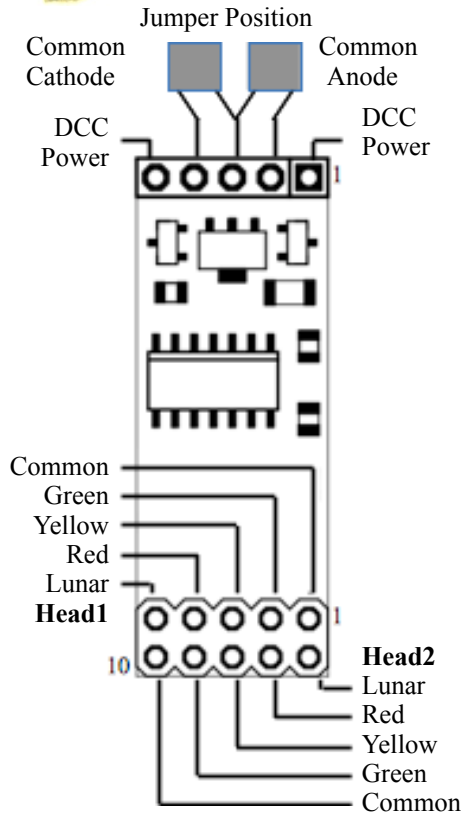 Jumper Position
Common
Cathode
Common
Anode
DCC
Power
DCC
Power
1
Common
Green
Yellow
Red
Lunar
Head1
1
10
Head2
Lunar
Red
Yellow
Green
Common